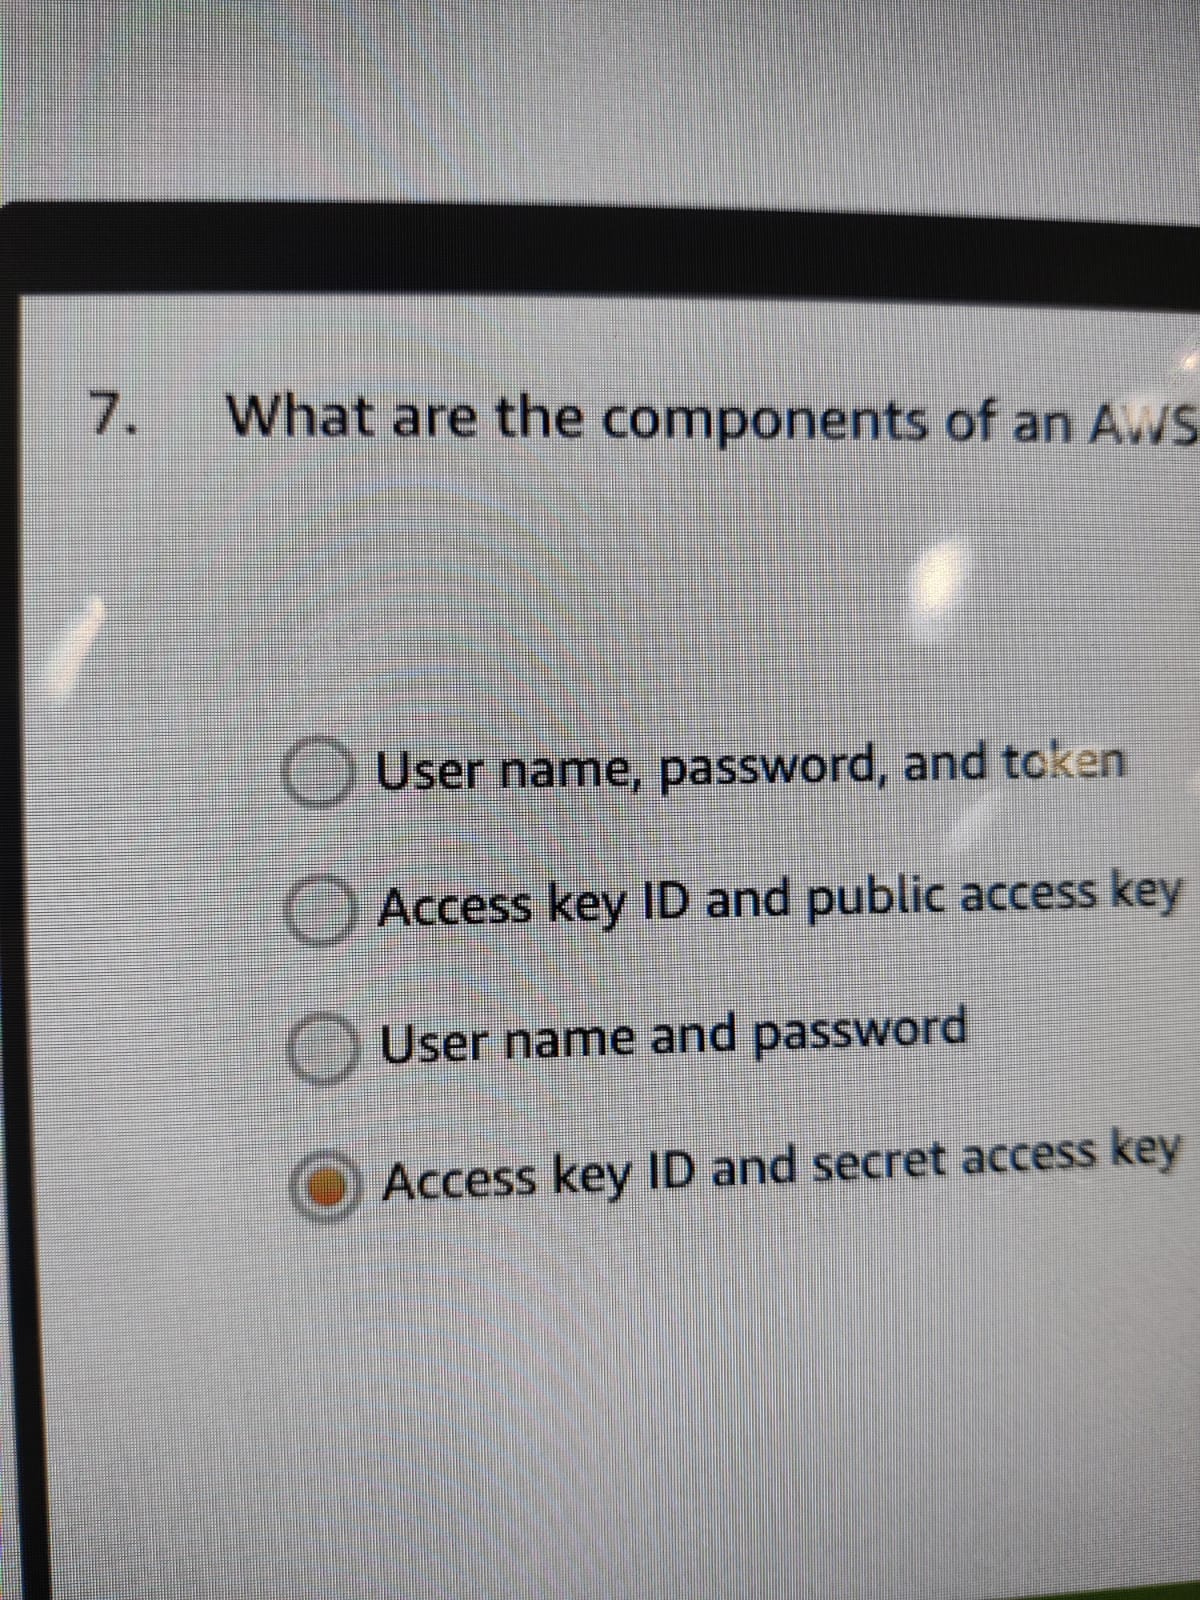 7. What are the components of an AWS
User name, password, and token
Access key ID and public access key
User name and password
Access key ID and secret access key